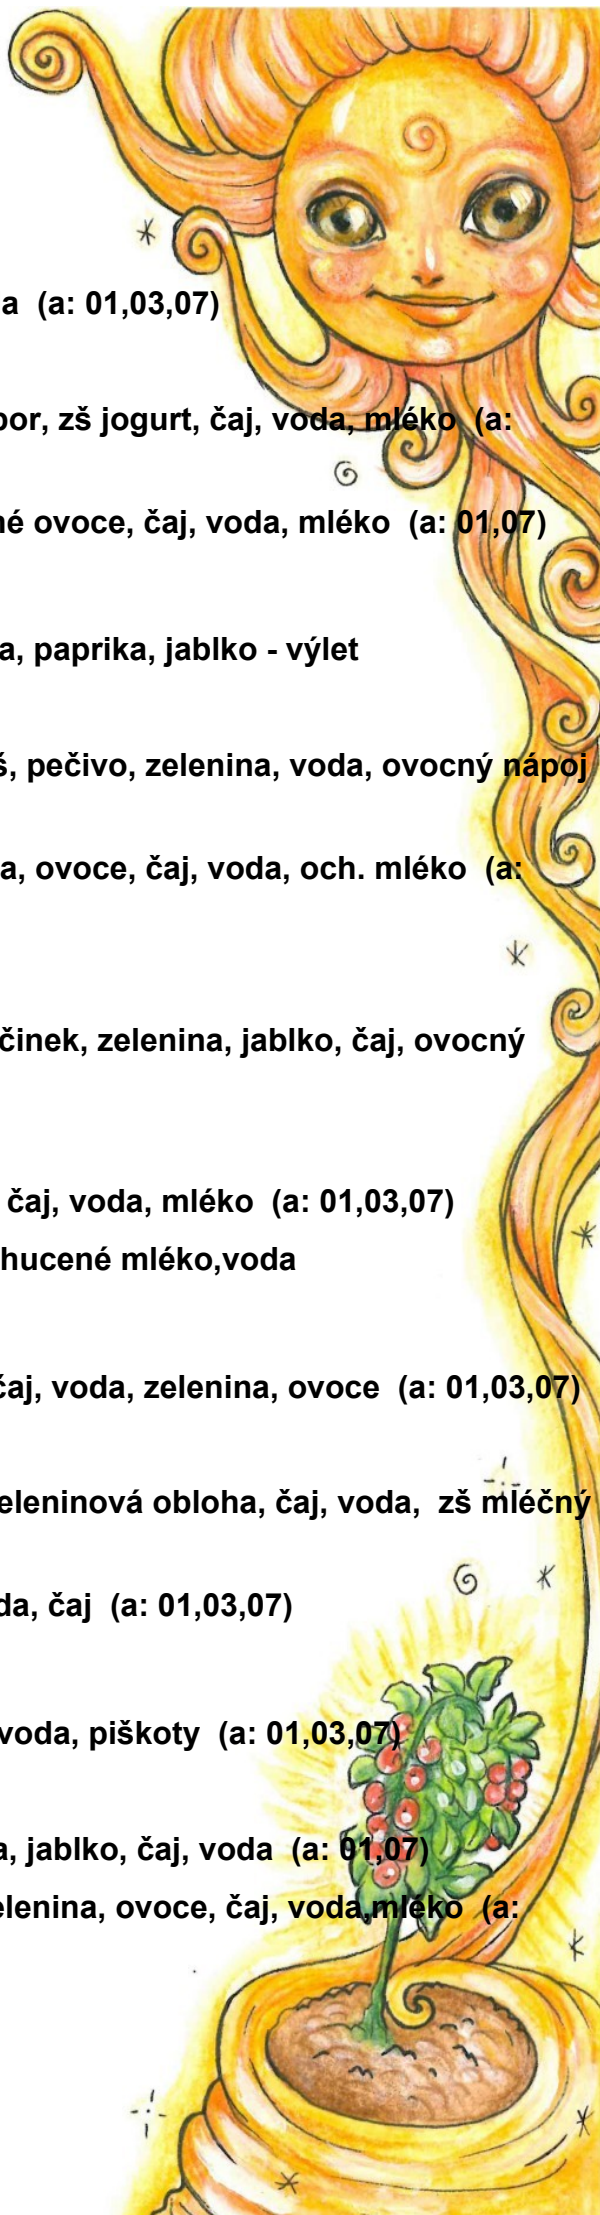 a (a: 01,03,07)
por, zš jogurt, čaj, voda, mléko (a:
né ovoce, čaj, voda, mléko (a: 01,07)
a, paprika, jablko - výlet
š, pečivo, zelenina, voda, ovocný nápoj
a, ovoce, čaj, voda, och. mléko (a:
činek, zelenina, jablko, čaj, ovocný
čaj, voda, mléko (a: 01,03,07)
hucené mléko,voda
čaj, voda, zelenina, ovoce (a: 01,03,07)
eleninová obloha, čaj, voda, zš mléčný
da, čaj (a: 01,03,07)
voda, piškoty (a: 01,03,07)
a, jablko, čaj, voda (a: 01,07)
elenina, ovoce, čaj, voda,mléko (a: